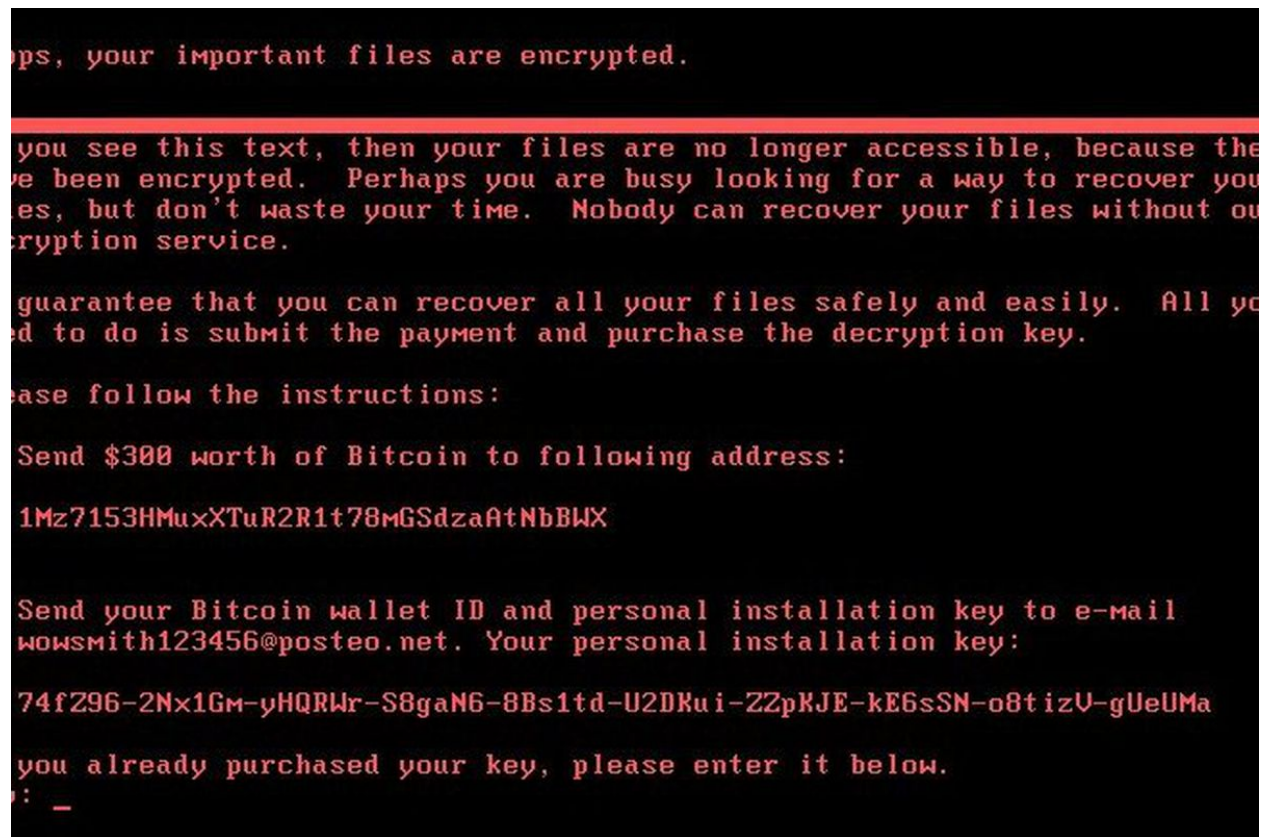 ops, your important files are encrypted.
you see this text, then your files are no longer accessible, because the
ve been encrypted. Perhaps you are busy looking for a way to recover you
es, but don't waste your time. Nobody can recover your files without ou
cryption service.
guarantee that you can recover all your files safely and easily. All yo
ed to do is submit the payment and purchase the decryption key.
ease follow the instructions:
Send $300 worth of Bitcoin to following address:
1Mz7153HMuxXTuR2R1t78mGSdzaAtNbBWX
Send your Bitcoin wallet ID and personal installation key to e-mail
wowsmith123456@posteo.net. Your personal installation key:
74fZ96-2Nx1Gm-yHQRWr-S8gaN6-8Bs1td-U2DKui-ZZpKJE-kE6sSN-o8tizV-gUeUMa
you already purchased your key, please enter it below.
: _